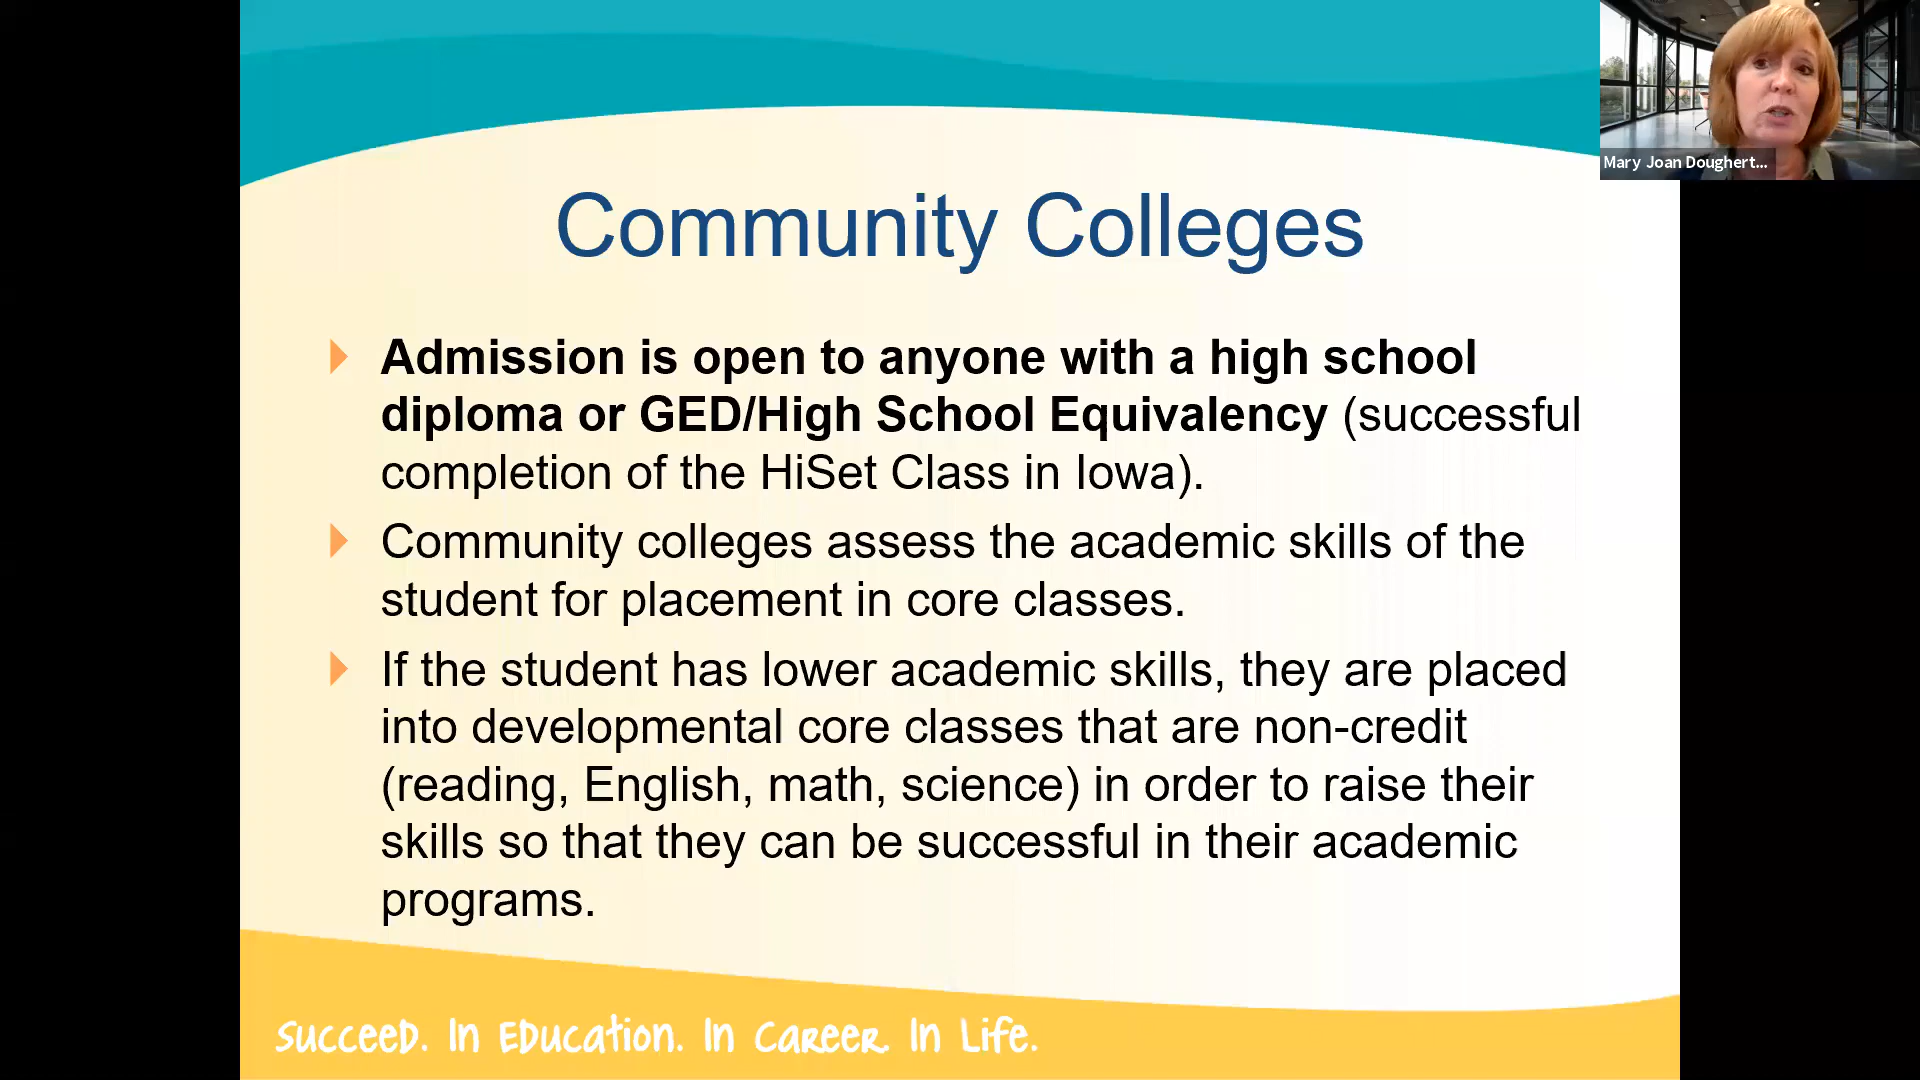 Mary Joan Doughert...
Community Colleges
Admission is open to anyone with a high school
diploma or GED/High School Equivalency (successful
completion of the HiSet Class in Iowa).
Community colleges assess the academic skills of the
student for placement in core classes.
If the student has lower academic skills, they are placed
into developmental core classes that are non-credit
(reading, English, math, science) in order to raise their
skills so that they can be successful in their academic
programs.
Succeed. In Education. In Career. In Life.